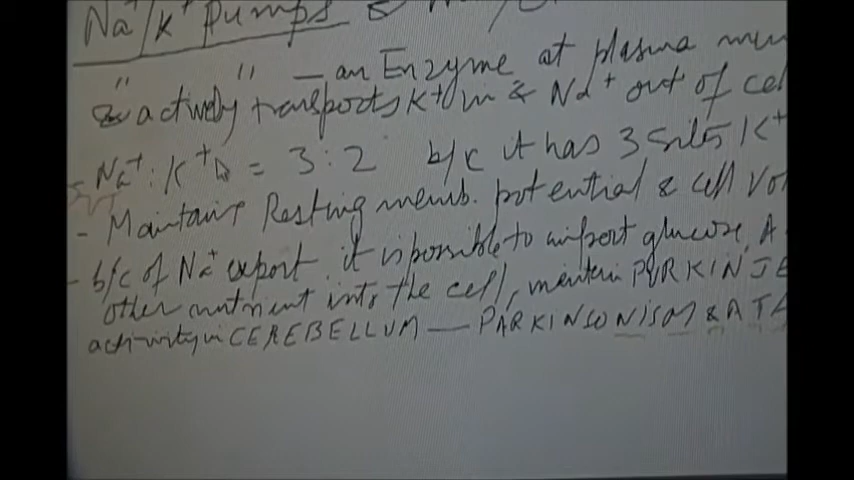 Na+/K+ Pumps &
" " — an Enzyme at plasma mem
& actively transports K+ in & Na+ out of cel
- Na+ : K+ = 3 : 2 b/c it has 3 sites K+
- Maintains Resting memb. potential & cell Vol
- b/c of Na+ export, it is possible to import glucose, A
other nutrient into the cell, maintain PURKINJE
activity in CEREBELLUM — PARKINSONISM & ATA